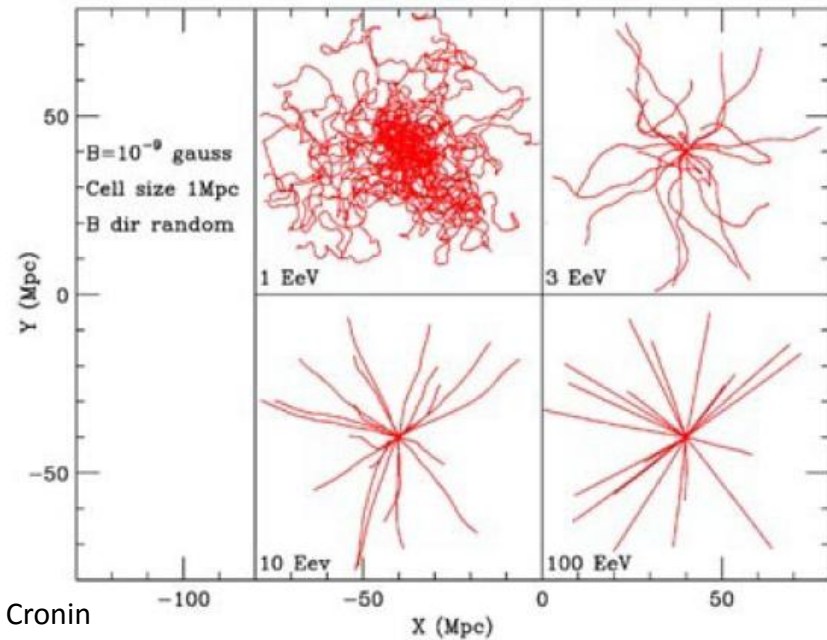 50
0
−50
Y (Mpc)
B=10⁻⁹ gauss
Cell size 1Mpc
B dir random
1 EeV
3 EeV
10 Eev
100 EeV
−100
−50
0
50
X (Mpc)
Cronin